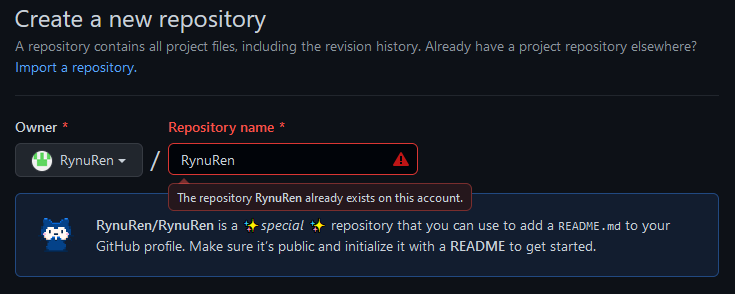 Create a new repository
A repository contains all project files, including the revision history. Already have a project repository elsewhere?
Import a repository.
Owner *
Repository name *
RynuRen
/
RynuRen
The repository RynuRen already exists on this account.
RynuRen/RynuRen is a ✨ special ✨ repository that you can use to add a README.md to your
GitHub profile. Make sure it's public and initialize it with a README to get started.